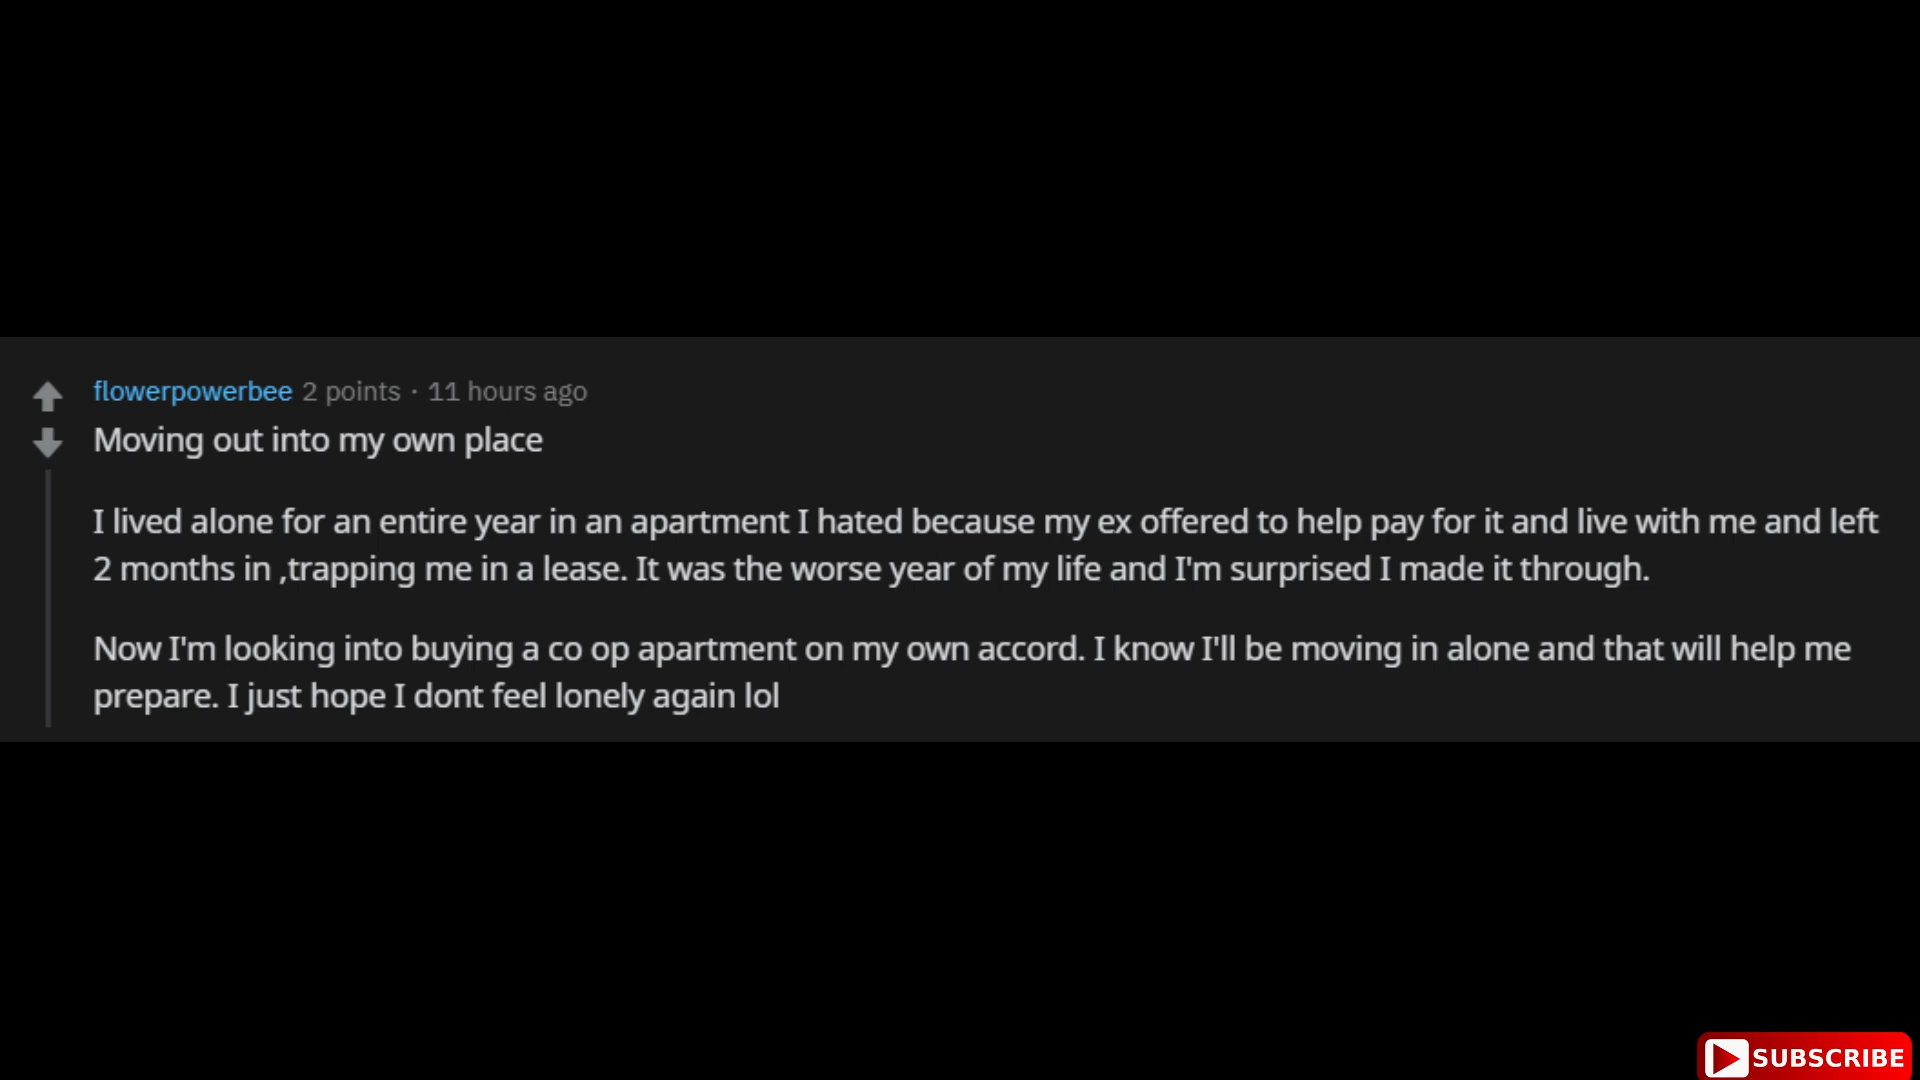 flowerpowerbee 2 points · 11 hours ago
Moving out into my own place
I lived alone for an entire year in an apartment I hated because my ex offered to help pay for it and live with me and left
2 months in ,trapping me in a lease. It was the worse year of my life and I'm surprised I made it through.
Now I'm looking into buying a co op apartment on my own accord. I know I'll be moving in alone and that will help me
prepare. I just hope I dont feel lonely again lol
SUBSCRIBE